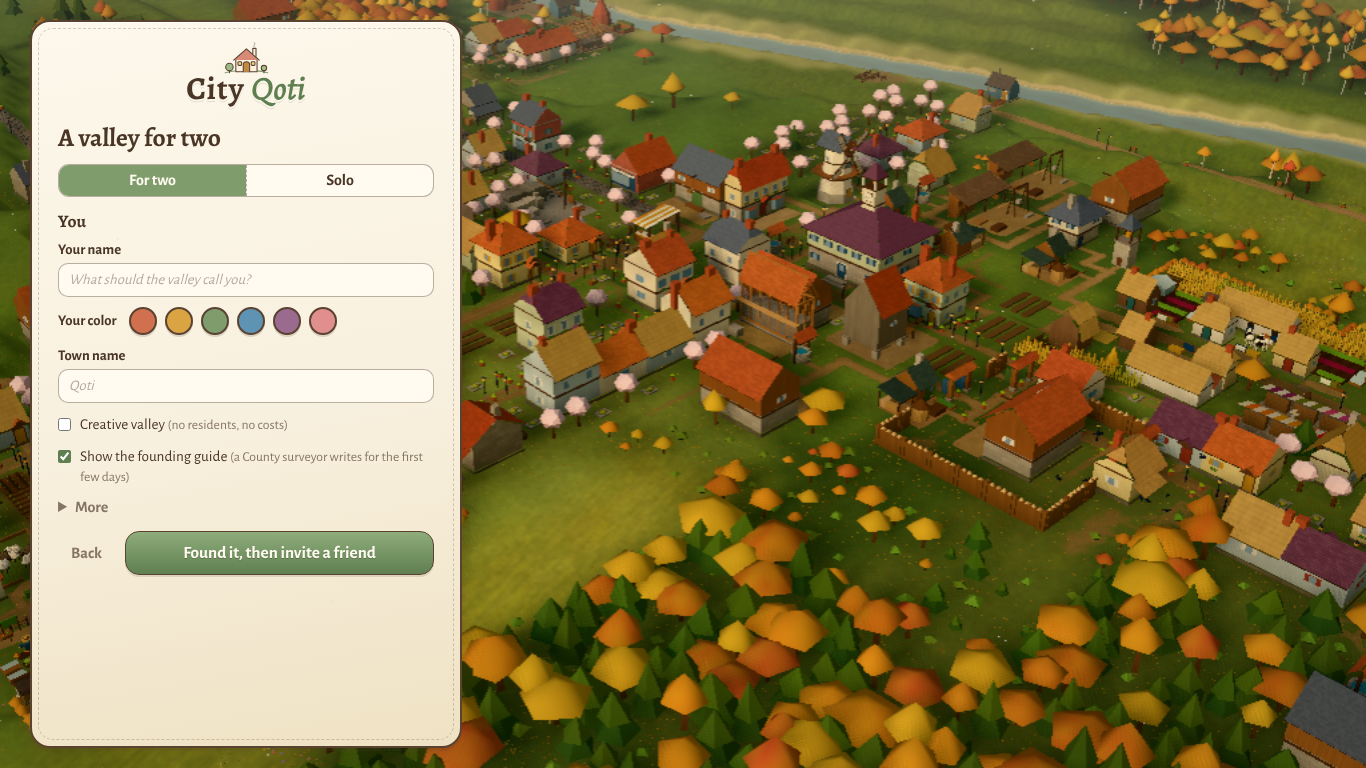 City Qoti
A valley for two
For two
Solo
You
Your name
What should the valley call you?
Your color
Town name
Qoti
Creative valley (no residents, no costs)
Show the founding guide (a County surveyor writes for the first
few days)
More
Back
Found it, then invite a friend